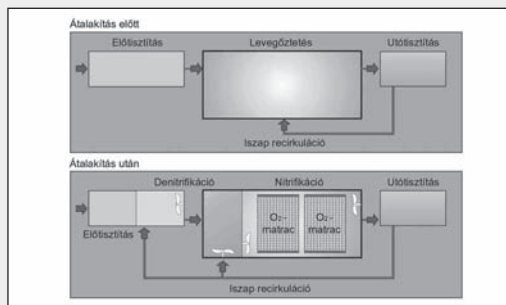 Átalakítás előtt
Előtisztítás
Levegőztetés
Utótisztítás
Iszap recirkuláció
Átalakítás után
Denitrifikáció
Nitrifikáció
Utótisztítás
O₂-
matrac
O₂-
matrac
Előtisztítás
Iszap recirkuláció